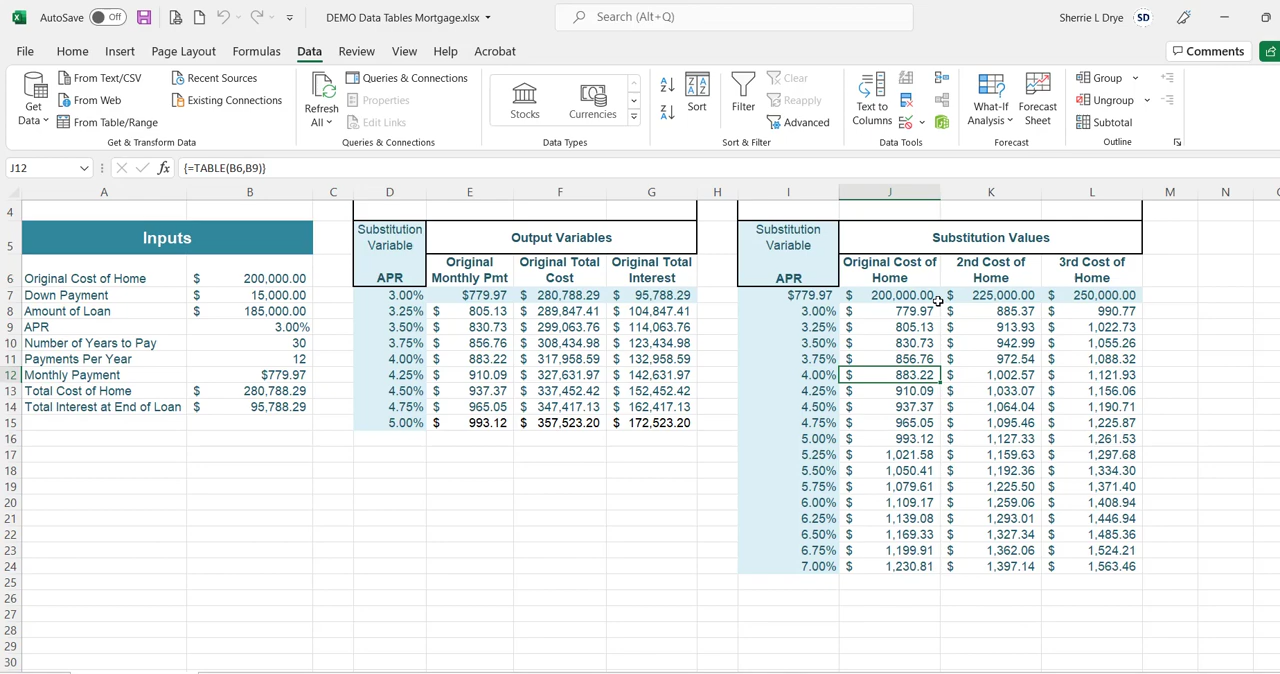 AutoSave Off DEMO Data Tables Mortgage.xlsx Search (Alt+Q) Sherrie L Drye SD
File Home Insert Page Layout Formulas Data Review View Help Acrobat Comments
Get Data From Text/CSV From Web From Table/Range Recent Sources Existing Connections
Get & Transform Data
Refresh All Queries & Connections Properties Edit Links
Queries & Connections
Stocks Currencies
Data Types
Sort Filter Clear Reapply Advanced
Sort & Filter
Text to Columns
Data Tools
What-If Analysis Forecast Sheet
Forecast
Group Ungroup Subtotal
Outline
J12 fx {=TABLE(B6,B9)}
A B C D E F G H I J K L M N
4
5 Inputs Substitution Variable Output Variables Substitution Variable Substitution Values
6 Original Cost of Home $ 200,000.00 APR Original Monthly Pmt Original Total Cost Original Total Interest APR Original Cost of Home 2nd Cost of Home 3rd Cost of Home
7 Down Payment $ 15,000.00 3.00% $779.97 $ 280,788.29 $ 95,788.29 $779.97 $ 200,000.00 $ 225,000.00 $ 250,000.00
8 Amount of Loan $ 185,000.00 3.25% $ 805.13 $ 289,847.41 $ 104,847.41 3.00% $ 779.97 $ 885.37 $ 990.77
9 APR 3.00% 3.50% $ 830.73 $ 299,063.76 $ 114,063.76 3.25% $ 805.13 $ 913.93 $ 1,022.73
10 Number of Years to Pay 30 3.75% $ 856.76 $ 308,434.98 $ 123,434.98 3.50% $ 830.73 $ 942.99 $ 1,055.26
11 Payments Per Year 12 4.00% $ 883.22 $ 317,958.59 $ 132,958.59 3.75% $ 856.76 $ 972.54 $ 1,088.32
12 Monthly Payment $779.97 4.25% $ 910.09 $ 327,631.97 $ 142,631.97 4.00% $ 883.22 $ 1,002.57 $ 1,121.93
13 Total Cost of Home $ 280,788.29 4.50% $ 937.37 $ 337,452.42 $ 152,452.42 4.25% $ 910.09 $ 1,033.07 $ 1,156.06
14 Total Interest at End of Loan $ 95,788.29 4.75% $ 965.05 $ 347,417.13 $ 162,417.13 4.50% $ 937.37 $ 1,064.04 $ 1,190.71
15 5.00% $ 993.12 $ 357,523.20 $ 172,523.20 4.75% $ 965.05 $ 1,095.46 $ 1,225.87
16 5.00% $ 993.12 $ 1,127.33 $ 1,261.53
17 5.25% $ 1,021.58 $ 1,159.63 $ 1,297.68
18 5.50% $ 1,050.41 $ 1,192.36 $ 1,334.30
19 5.75% $ 1,079.61 $ 1,225.50 $ 1,371.40
20 6.00% $ 1,109.17 $ 1,259.06 $ 1,408.94
21 6.25% $ 1,139.08 $ 1,293.01 $ 1,446.94
22 6.50% $ 1,169.33 $ 1,327.34 $ 1,485.36
23 6.75% $ 1,199.91 $ 1,362.06 $ 1,524.21
24 7.00% $ 1,230.81 $ 1,397.14 $ 1,563.46
25
26
27
28
29
30